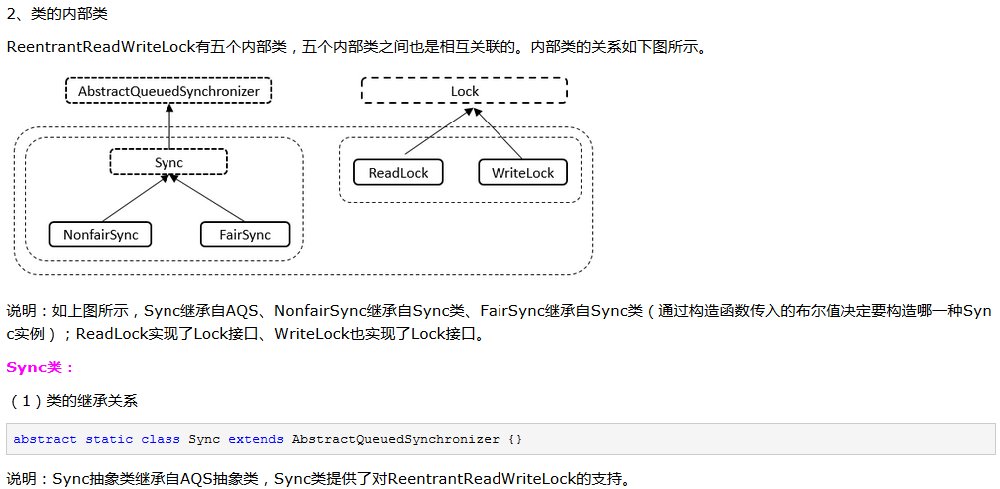 2、类的内部类
ReentrantReadWriteLock有五个内部类，五个内部类之间也是相互关联的。内部类的关系如下图所示。
AbstractQueuedSynchronizer
Lock
Sync
ReadLock
WriteLock
NonfairSync
FairSync
说明：如上图所示，Sync继承自AQS、NonfairSync继承自Sync类、FairSync继承自Sync类（通过构造函数传入的布尔值决定要构造哪一种Syn
c实例）；ReadLock实现了Lock接口、WriteLock也实现了Lock接口。
Sync类：
（1）类的继承关系
abstract static class Sync extends AbstractQueuedSynchronizer {}
说明：Sync抽象类继承自AQS抽象类，Sync类提供了对ReentrantReadWriteLock的支持。